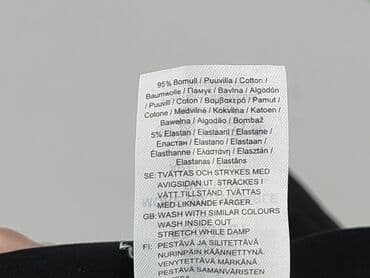 95% Bomull / Puuvilla / Cotton /
Baumwolle / Памук / Bavlna / Algodón
/ Puuvill / Coton / Βαμβακερό / Pamut /
Cotone / Medvilnė / Kokvilna / Katoen /
Bawełna / Algodão / Bombaž
5% Elastan / Elastaani / Elastane /
Еластан / Elastano / Elastaan /
Élasthanne / Ελαστάνη / Elasztán /
Elastanas / Elastāns
SE: TVÄTTAS OCH STRYKES MED
AVIGSIDAN UT. STRÄCKES I
VÅTT TILLSTÅND. TVÄTTAS
MED LIKNANDE FÄRGER.
GB: WASH WITH SIMILAR COLOURS
WASH INSIDE OUT
STRETCH WHILE DAMP
FI: PESTÄVÄ JA SILITETTÄVÄ
NURINPÄIN KÄÄNNETTYNÄ.
VENYTETTÄVÄ MÄRKÄNÄ.
PESTÄVÄ SAMANVÄRISTEN